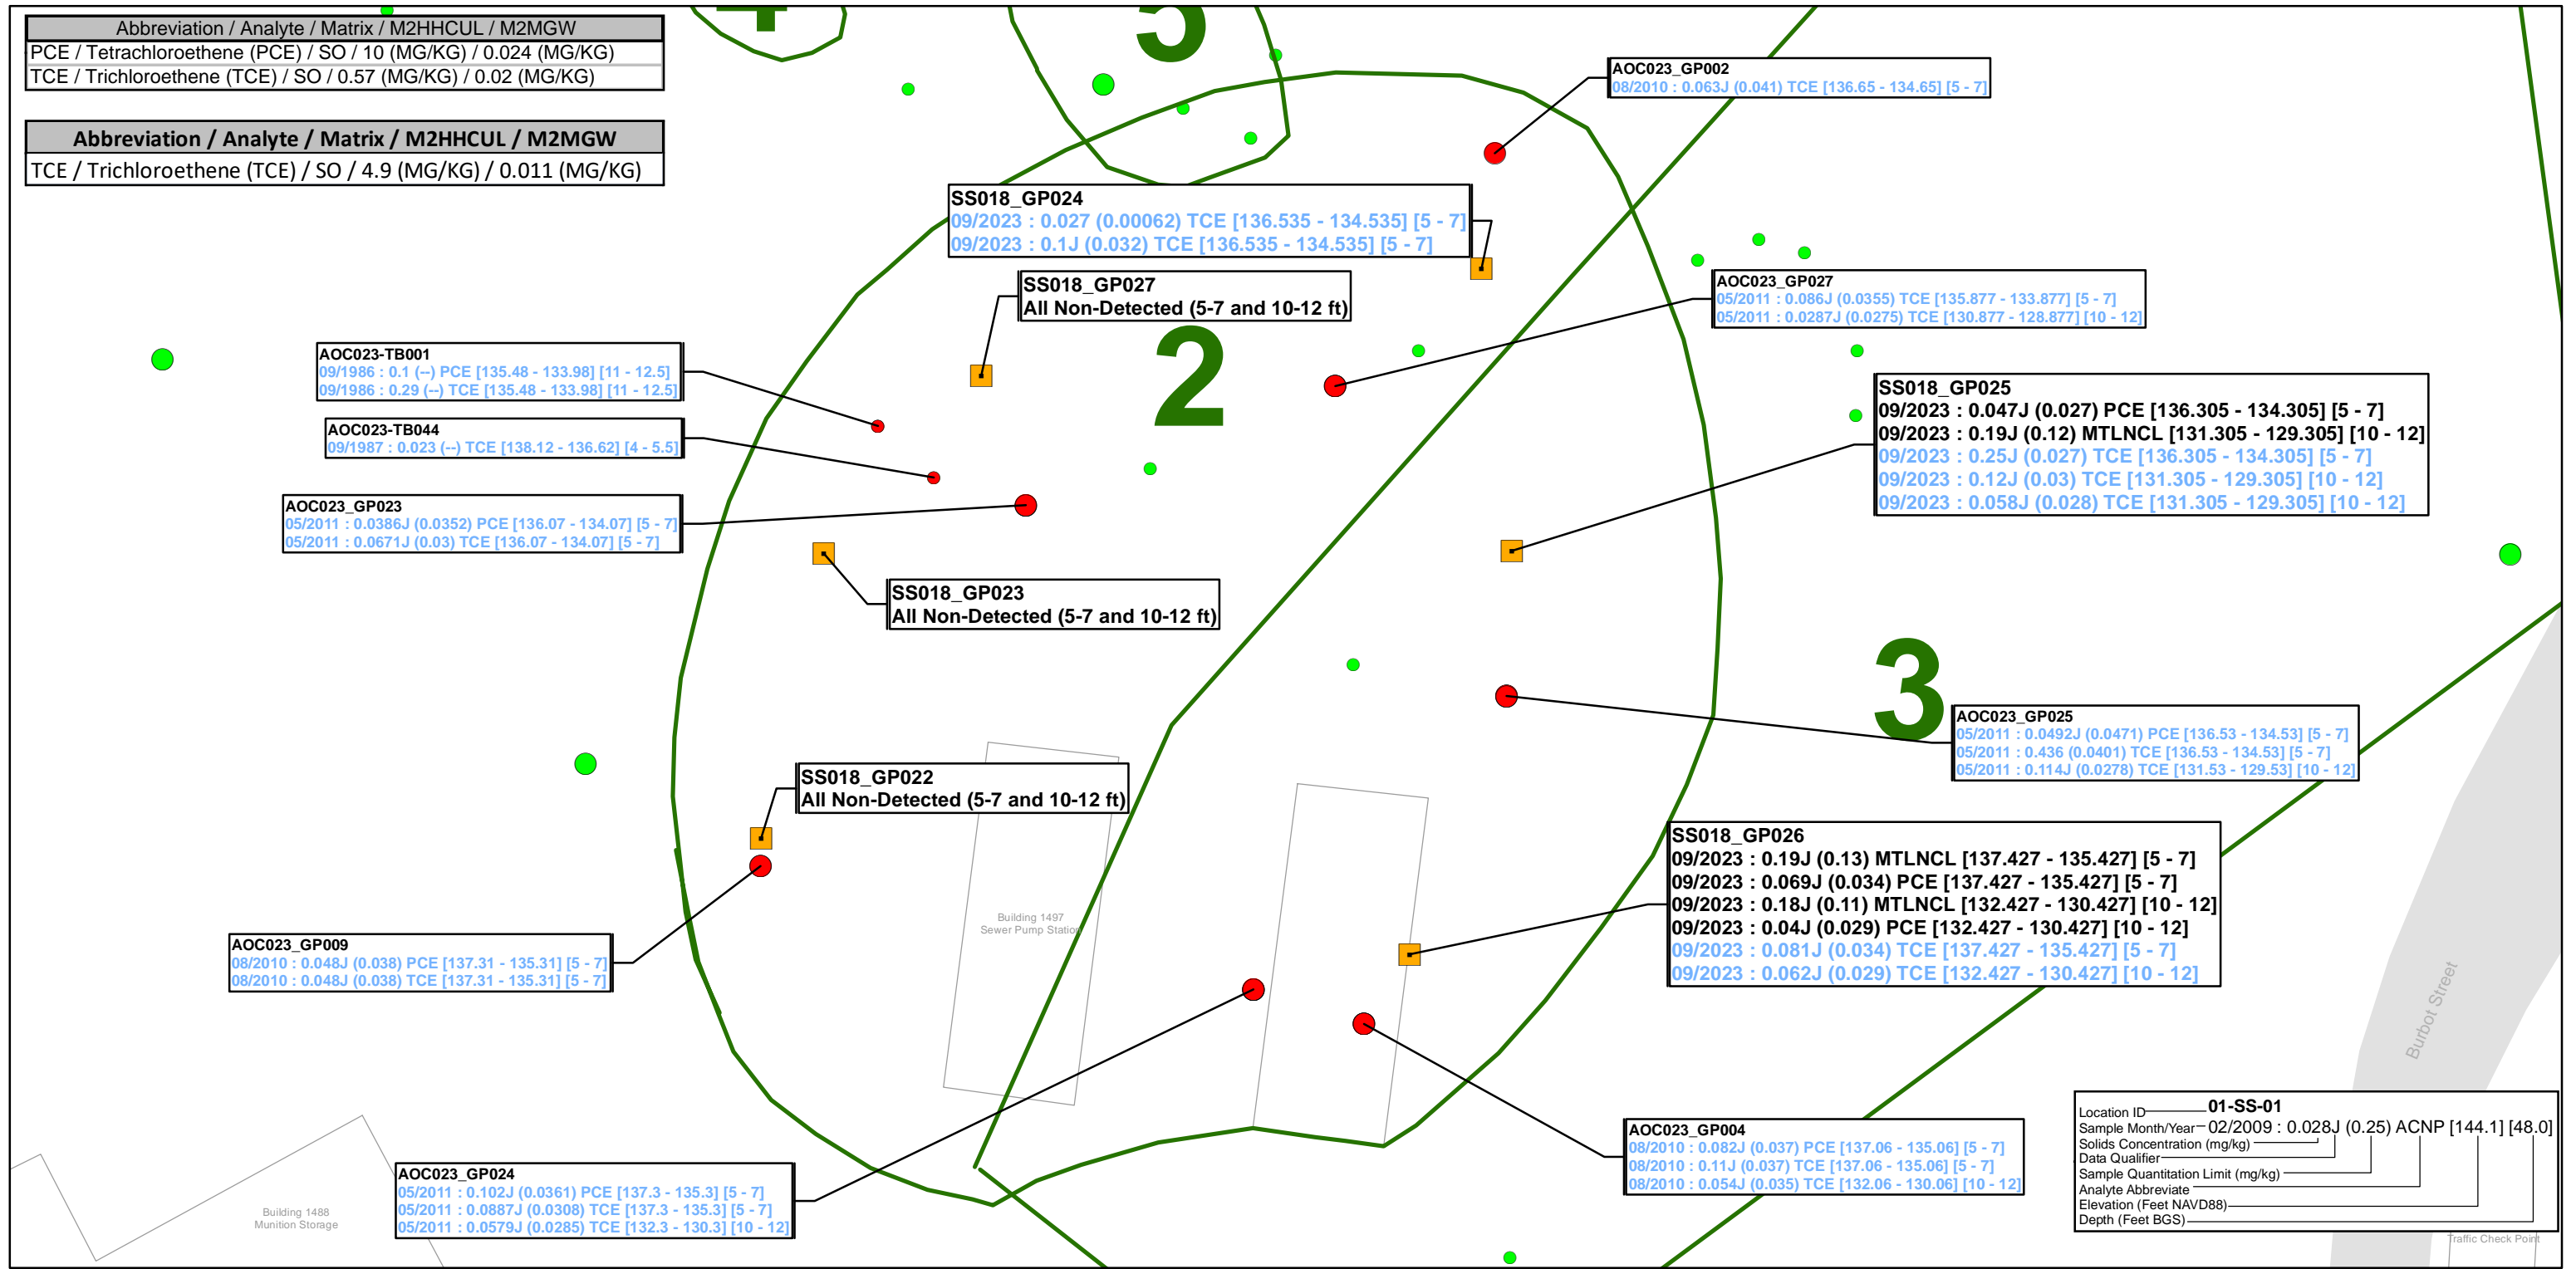 Abbreviation / Analyte / Matrix / M2HHCUL / M2MGW
PCE / Tetrachloroethene (PCE) / SO / 10 (MG/KG) / 0.024 (MG/KG)
TCE / Trichloroethene (TCE) / SO / 0.57 (MG/KG) / 0.02 (MG/KG)
Abbreviation / Analyte / Matrix / M2HHCUL / M2MGW
TCE / Trichloroethene (TCE) / SO / 4.9 (MG/KG) / 0.011 (MG/KG)
4
5
AOC023_GP002
08/2010 : 0.063J (0.041) TCE [136.65 - 134.65] [5 - 7]
SS018_GP024
09/2023 : 0.027 (0.00062) TCE [136.535 - 134.535] [5 - 7]
09/2023 : 0.1J (0.032) TCE [136.535 - 134.535] [5 - 7]
SS018_GP027
All Non-Detected (5-7 and 10-12 ft)
AOC023_GP027
05/2011 : 0.086J (0.0355) TCE [135.877 - 133.877] [5 - 7]
05/2011 : 0.0287J (0.0275) TCE [130.877 - 128.877] [10 - 12]
2
AOC023-TB001
09/1986 : 0.1 (--) PCE [135.48 - 133.98] [11 - 12.5]
09/1986 : 0.29 (--) TCE [135.48 - 133.98] [11 - 12.5]
AOC023-TB044
09/1987 : 0.023 (--) TCE [138.12 - 136.62] [4 - 5.5]
SS018_GP025
09/2023 : 0.047J (0.027) PCE [136.305 - 134.305] [5 - 7]
09/2023 : 0.19J (0.12) MTLNCL [131.305 - 129.305] [10 - 12]
09/2023 : 0.25J (0.027) TCE [136.305 - 134.305] [5 - 7]
09/2023 : 0.12J (0.03) TCE [131.305 - 129.305] [10 - 12]
09/2023 : 0.058J (0.028) TCE [131.305 - 129.305] [10 - 12]
AOC023_GP023
05/2011 : 0.0386J (0.0352) PCE [136.07 - 134.07] [5 - 7]
05/2011 : 0.0671J (0.03) TCE [136.07 - 134.07] [5 - 7]
SS018_GP023
All Non-Detected (5-7 and 10-12 ft)
3
AOC023_GP025
05/2011 : 0.0492J (0.0471) PCE [136.53 - 134.53] [5 - 7]
05/2011 : 0.436 (0.0401) TCE [136.53 - 134.53] [5 - 7]
05/2011 : 0.114J (0.0278) TCE [131.53 - 129.53] [10 - 12]
SS018_GP022
All Non-Detected (5-7 and 10-12 ft)
SS018_GP026
09/2023 : 0.19J (0.13) MTLNCL [137.427 - 135.427] [5 - 7]
09/2023 : 0.069J (0.034) PCE [137.427 - 135.427] [5 - 7]
09/2023 : 0.18J (0.11) MTLNCL [132.427 - 130.427] [10 - 12]
09/2023 : 0.04J (0.029) PCE [132.427 - 130.427] [10 - 12]
09/2023 : 0.081J (0.034) TCE [137.427 - 135.427] [5 - 7]
09/2023 : 0.062J (0.029) TCE [132.427 - 130.427] [10 - 12]
Building 1497
Sewer Pump Station
AOC023_GP009
08/2010 : 0.048J (0.038) PCE [137.31 - 135.31] [5 - 7]
08/2010 : 0.048J (0.038) TCE [137.31 - 135.31] [5 - 7]
Burbot Street
AOC023_GP004
08/2010 : 0.082J (0.037) PCE [137.06 - 135.06] [5 - 7]
08/2010 : 0.11J (0.037) TCE [137.06 - 135.06] [5 - 7]
08/2010 : 0.054J (0.035) TCE [132.06 - 130.06] [10 - 12]
AOC023_GP024
05/2011 : 0.102J (0.0361) PCE [137.3 - 135.3] [5 - 7]
05/2011 : 0.0887J (0.0308) TCE [137.3 - 135.3] [5 - 7]
05/2011 : 0.0579J (0.0285) TCE [132.3 - 130.3] [10 - 12]
Building 1488
Munition Storage
Location ID 01-SS-01
Sample Month/Year 02/2009 : 0.028J (0.25) ACNP [144.1] [48.0]
Solids Concentration (mg/kg)
Data Qualifier
Sample Quantitation Limit (mg/kg)
Analyte Abbreviate
Elevation (Feet NAVD88)
Depth (Feet BGS)
Traffic Check Point